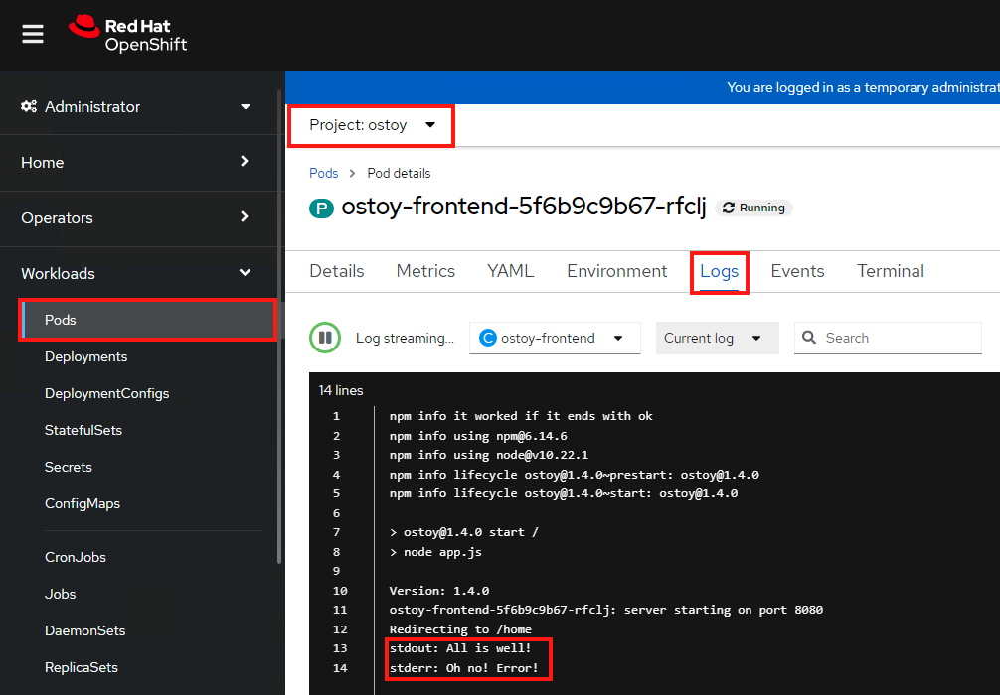 Red Hat
OpenShift
You are logged in as a temporary administrat
Administrator
Home
Operators
Workloads
Pods
Deployments
DeploymentConfigs
StatefulSets
Secrets
ConfigMaps
CronJobs
Jobs
DaemonSets
ReplicaSets
Project: ostoy
Pods > Pod details
P ostoy-frontend-5f6b9c9b67-rfclj Running
Details Metrics YAML Environment Logs Events Terminal
Log streaming... C ostoy-frontend Current log Search
14 lines
1 npm info it worked if it ends with ok
2 npm info using npm@6.14.6
3 npm info using node@v10.22.1
4 npm info lifecycle ostoy@1.4.0~prestart: ostoy@1.4.0
5 npm info lifecycle ostoy@1.4.0~start: ostoy@1.4.0
6
7 > ostoy@1.4.0 start /
8 > node app.js
9
10 Version: 1.4.0
11 ostoy-frontend-5f6b9c9b67-rfclj: server starting on port 8080
12 Redirecting to /home
13 stdout: All is well!
14 stderr: Oh no! Error!